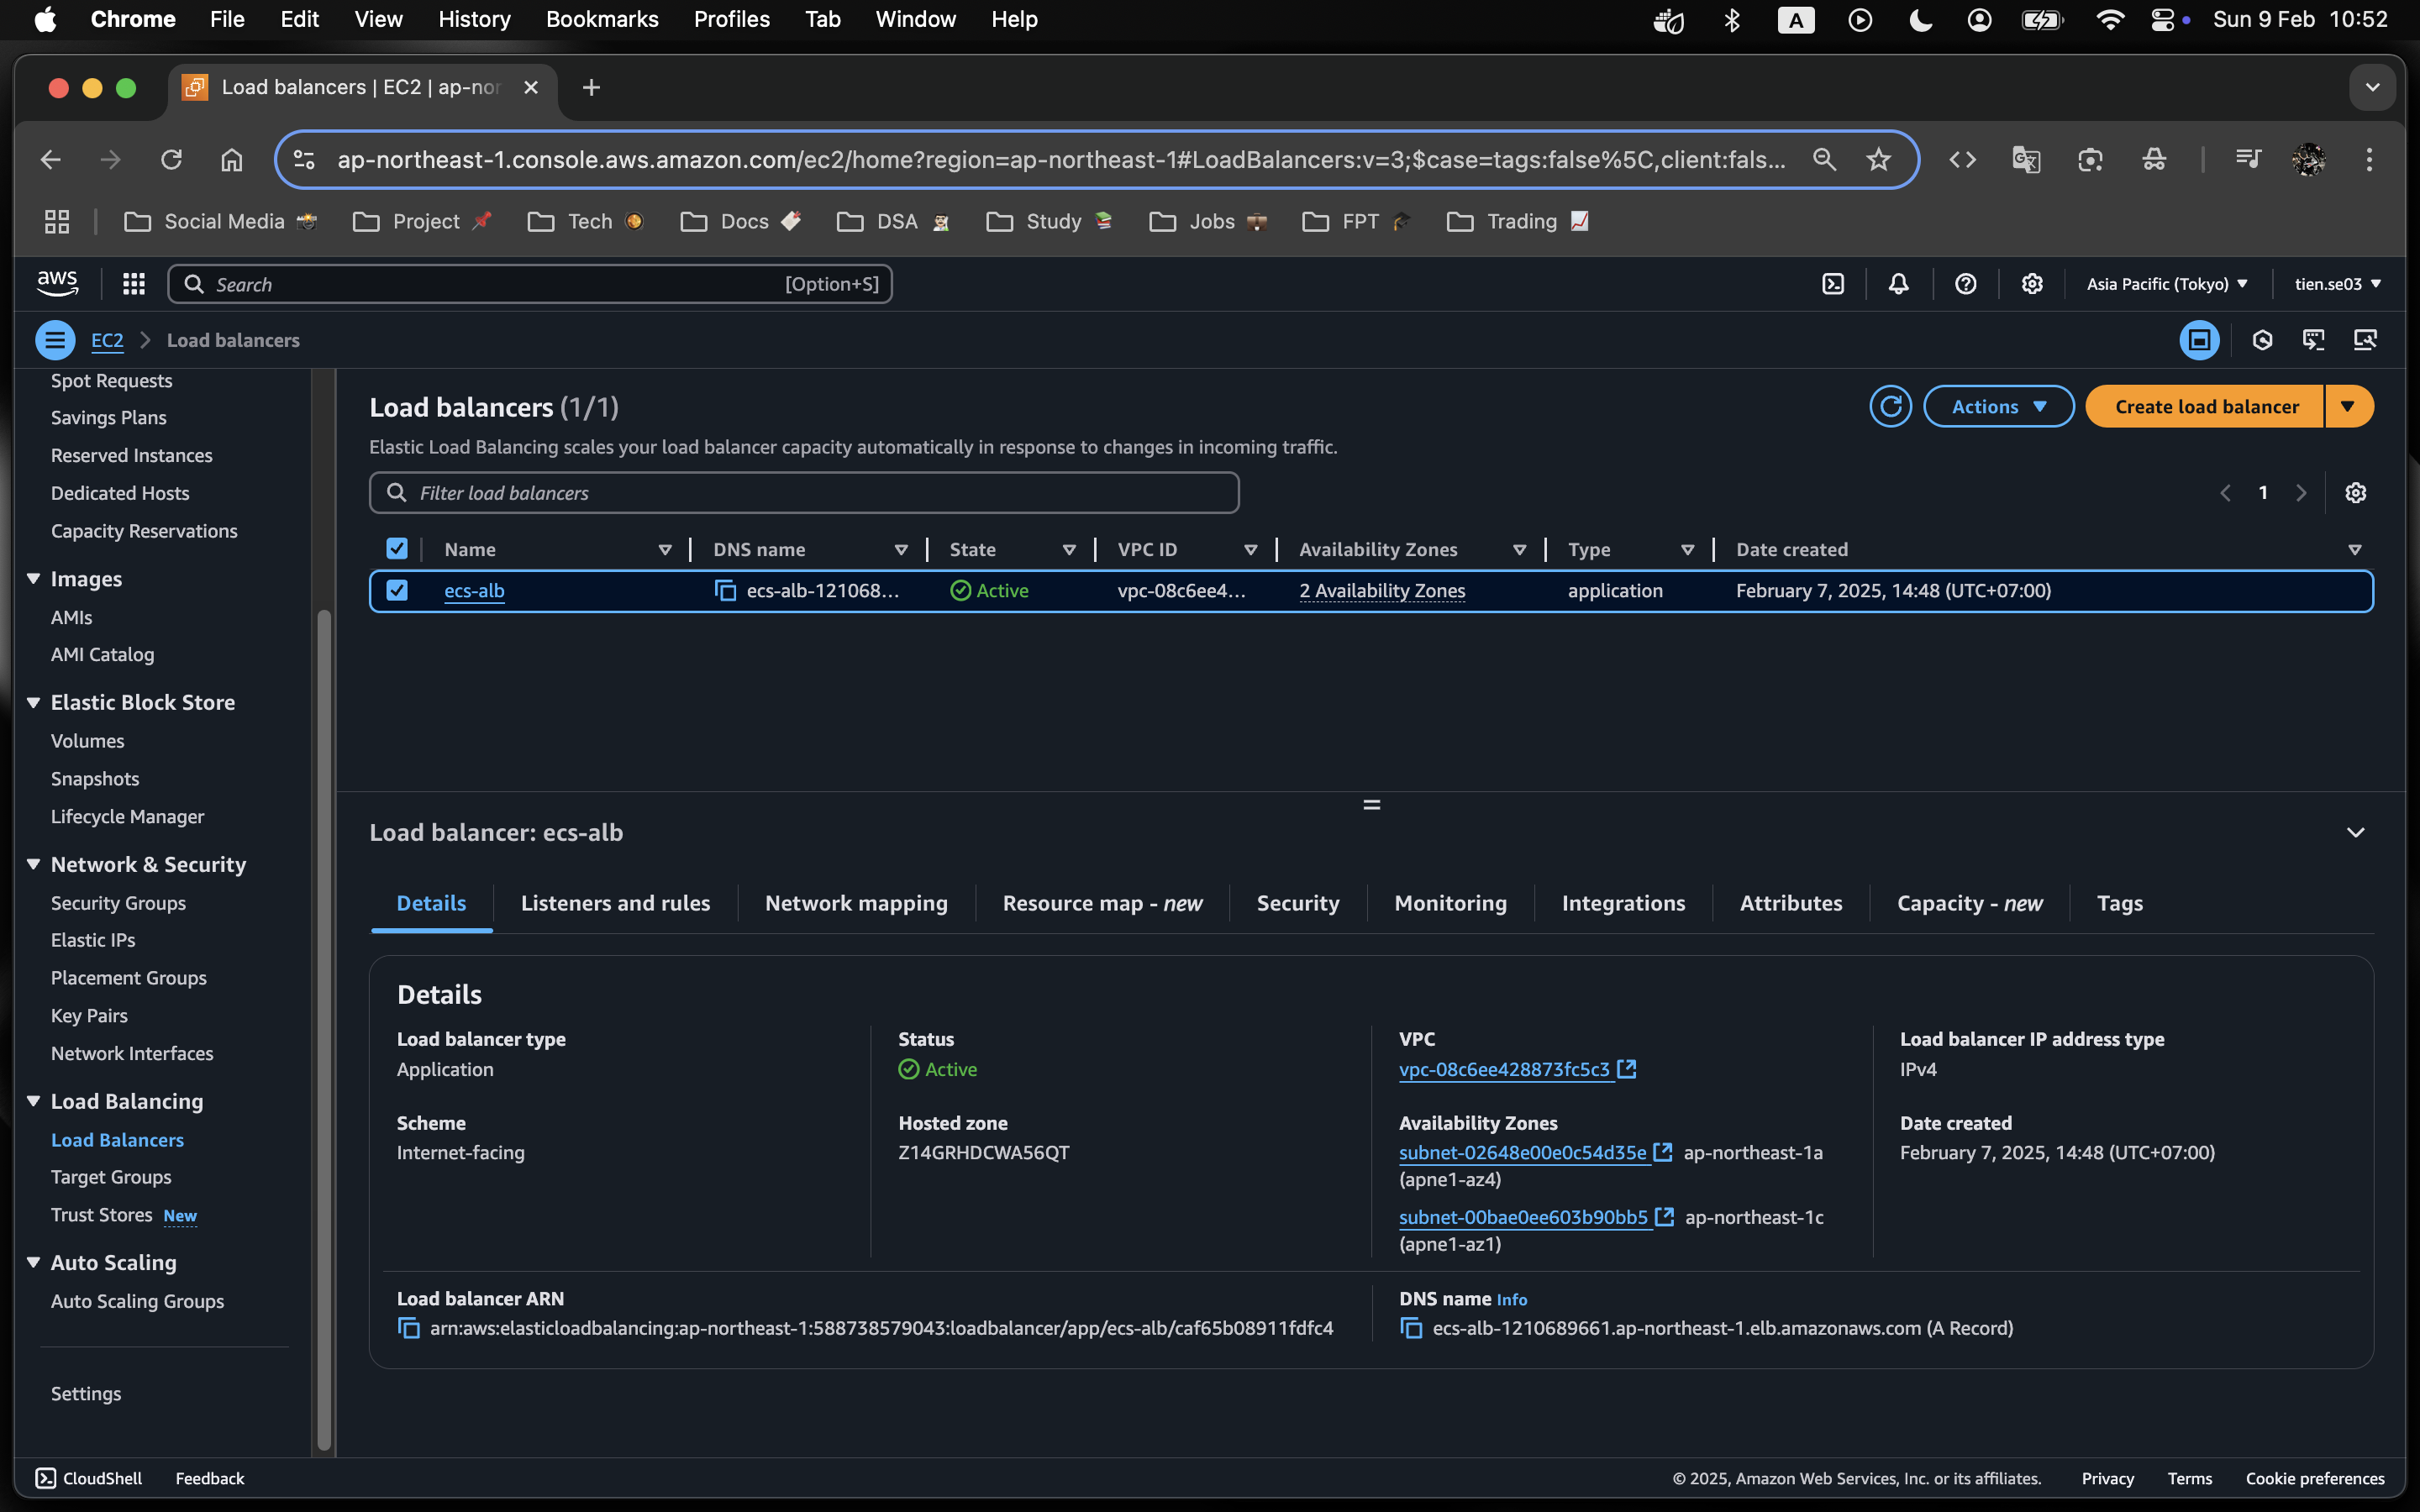 Chrome File Edit View History Bookmarks Profiles Tab Window Help A Sun 9 Feb 10:52
Load balancers | EC2 | ap-nor
ap-northeast-1.console.aws.amazon.com/ec2/home?region=ap-northeast-1#LoadBalancers:v=3;$case=tags:false%5C,client:fals...
Social Media Project Tech Docs DSA Study Jobs FPT Trading
aws Search [Option+S] Asia Pacific (Tokyo) tien.se03
EC2 Load balancers
Spot Requests
Savings Plans
Reserved Instances
Dedicated Hosts
Capacity Reservations
Images
AMIs
AMI Catalog
Elastic Block Store
Volumes
Snapshots
Lifecycle Manager
Network & Security
Security Groups
Elastic IPs
Placement Groups
Key Pairs
Network Interfaces
Load Balancing
Load Balancers
Target Groups
Trust Stores New
Auto Scaling
Auto Scaling Groups
Settings
Load balancers (1/1) Actions Create load balancer
Elastic Load Balancing scales your load balancer capacity automatically in response to changes in incoming traffic.
Filter load balancers 1
Name DNS name State VPC ID Availability Zones Type Date created
ecs-alb ecs-alb-121068... Active vpc-08c6ee4... 2 Availability Zones application February 7, 2025, 14:48 (UTC+07:00)
Load balancer: ecs-alb
Details Listeners and rules Network mapping Resource map - new Security Monitoring Integrations Attributes Capacity - new Tags
Details
Load balancer type
Application
Scheme
Internet-facing
Status
Active
Hosted zone
Z14GRHDCWA56QT
VPC
vpc-08c6ee428873fc5c3
Availability Zones
subnet-02648e00e0c54d35e ap-northeast-1a
(apne1-az4)
subnet-00bae0ee603b90bb5 ap-northeast-1c
(apne1-az1)
Load balancer IP address type
IPv4
Date created
February 7, 2025, 14:48 (UTC+07:00)
Load balancer ARN
arn:aws:elasticloadbalancing:ap-northeast-1:588738579043:loadbalancer/app/ecs-alb/caf65b08911fdfc4
DNS name Info
ecs-alb-1210689661.ap-northeast-1.elb.amazonaws.com (A Record)
CloudShell Feedback © 2025, Amazon Web Services, Inc. or its affiliates. Privacy Terms Cookie preferences